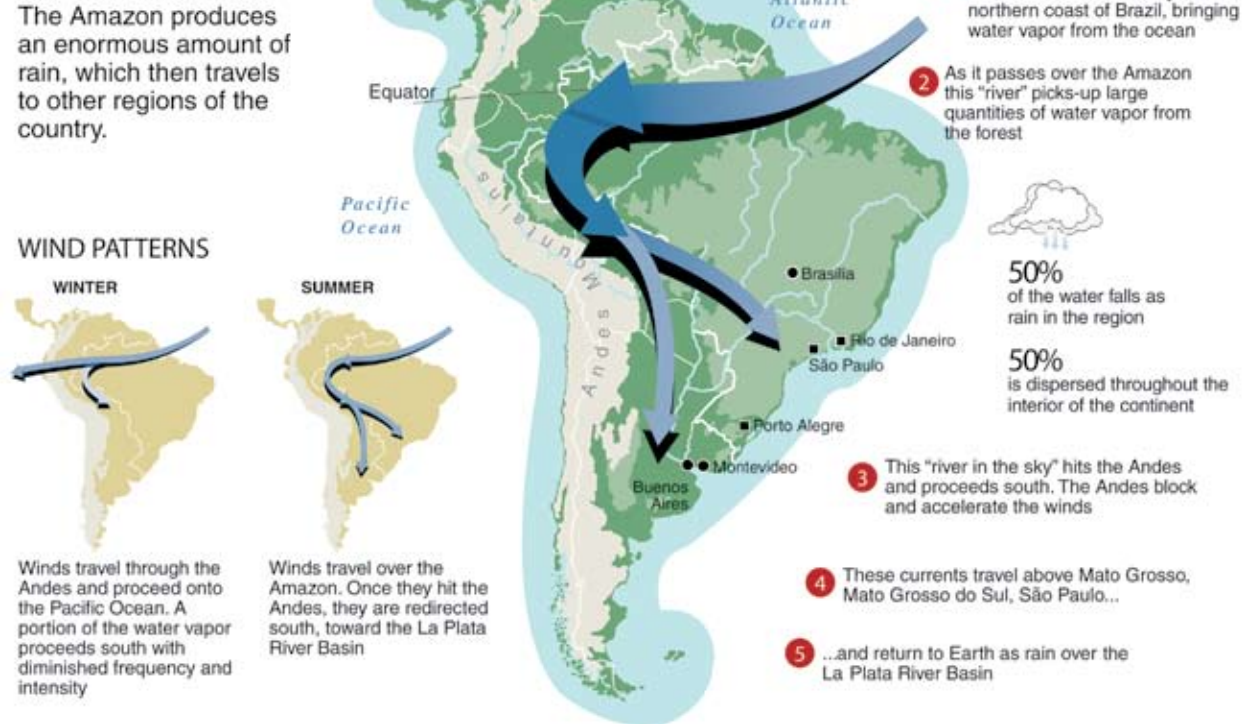 The Amazon produces
an enormous amount of
rain, which then travels
to other regions of the
country.
Ocean
northern coast of Brazil, bringing
water vapor from the ocean
2 As it passes over the Amazon
this "river" picks-up large
quantities of water vapor from
the forest
Equator
Pacific
Ocean
Andes Mountains
Brasilia
Rio de Janeiro
São Paulo
Porto Alegre
Montevideo
Buenos
Aires
50%
of the water falls as
rain in the region
50%
is dispersed throughout the
interior of the continent
3 This "river in the sky" hits the Andes
and proceeds south. The Andes block
and accelerate the winds
4 These currents travel above Mato Grosso,
Mato Grosso do Sul, São Paulo...
5 ...and return to Earth as rain over the
La Plata River Basin
WIND PATTERNS
WINTER
Winds travel through the
Andes and proceed onto
the Pacific Ocean. A
portion of the water vapor
proceeds south with
diminished frequency and
intensity
SUMMER
Winds travel over the
Amazon. Once they hit the
Andes, they are redirected
south, toward the La Plata
River Basin